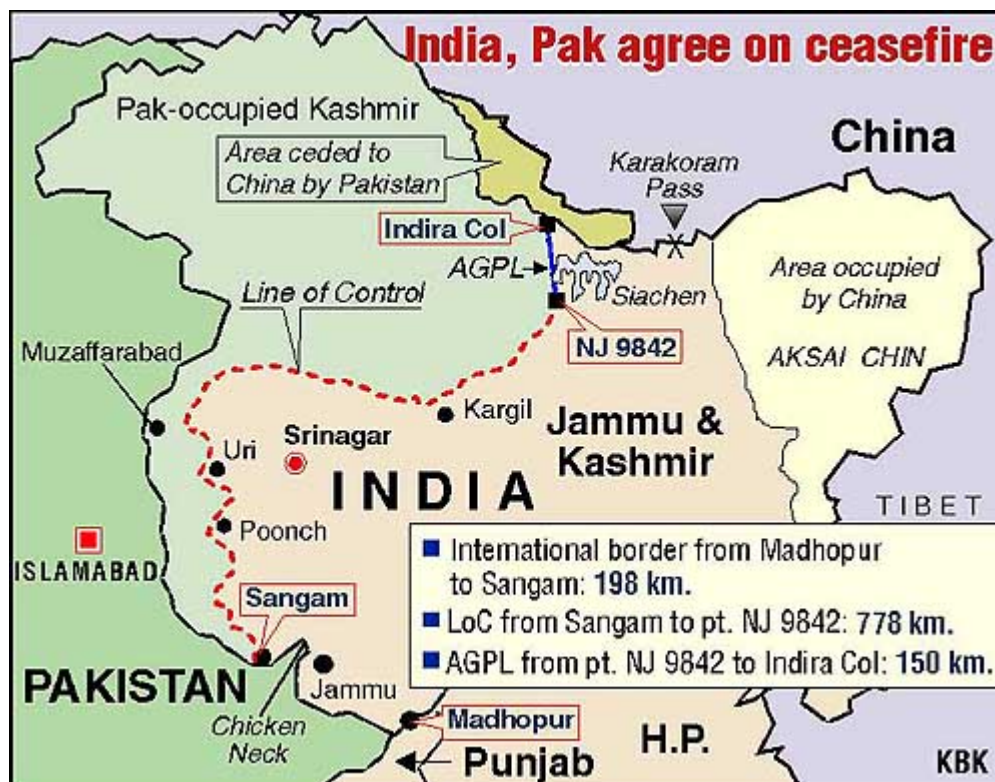 India, Pak agree on ceasefire
Pak-occupied Kashmir
Area ceded to
China by Pakistan
China
Karakoram
Pass
Indira Col
AGPL
Siachen
Area occupied
by China
AKSAI CHIN
Line of Control
NJ 9842
Muzaffarabad
Kargil
Jammu &
Kashmir
Srinagar
Uri
INDIA
TIBET
Poonch
ISLAMABAD
Sangam
International border from Madhopur
to Sangam: 198 km.
LoC from Sangam to pt. NJ 9842: 778 km.
AGPL from pt. NJ 9842 to Indira Col: 150 km.
PAKISTAN
Jammu
Chicken
Neck
Madhopur
Punjab
H.P.
KBK